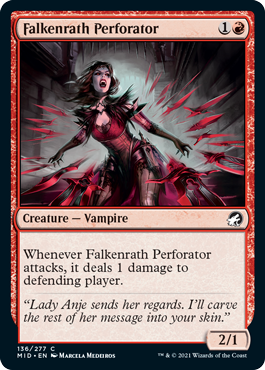 Falkenrath Perforator 1
Creature — Vampire
Whenever Falkenrath Perforator
attacks, it deals 1 damage to
defending player.
“Lady Anje sends her regards. I’ll carve
the rest of her message into your skin.”
2/1
136/277 C
MID • EN MARCELA MEDEIROS
™ & © 2021 Wizards of the Coast